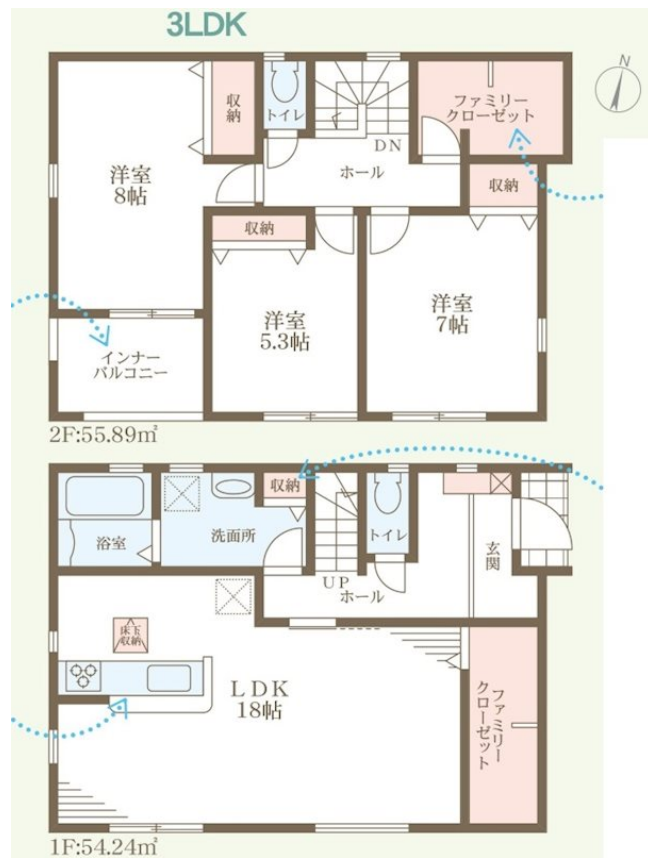 3LDK
N
収納
トイレ
DN
ファミリー
クローゼット
ホール
洋室
8帖
収納
収納
洋室
5.3帖
洋室
7帖
インナー
バルコニー
2F:55.89㎡
浴室
洗面所
収納
トイレ
玄関
UP
ホール
床下
収納
LDK
18帖
ファミリー
クローゼット
1F:54.24㎡